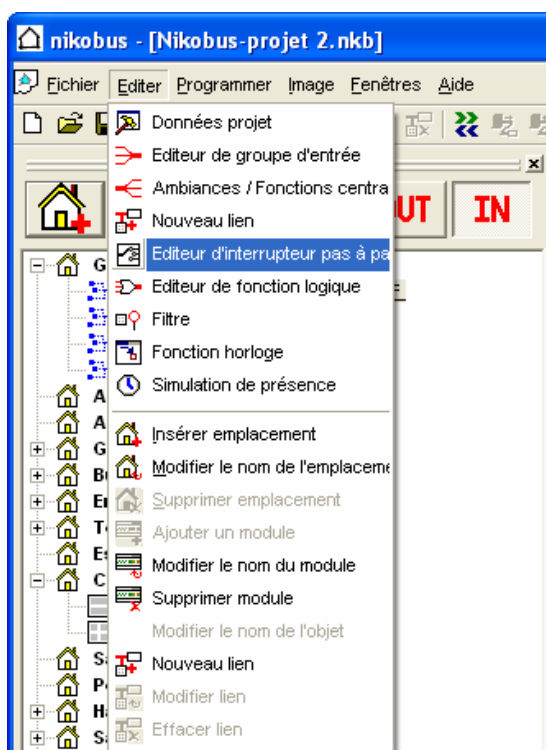 nikobus - [Nikobus-projet 2.nkb]
Fichier Editer Programmer Image Fenêtres Aide
Données projet
Editeur de groupe d'entrée
Ambiances / Fonctions centra
Nouveau lien
UT IN
Editeur d'interrupteur pas à pa
G
Editeur de fonction logique
Filtre
Fonction horloge
Simulation de présence
A
A
Insérer emplacement
G
Modifier le nom de l'emplaceme
B
Supprimer emplacement
E
Ajouter un module
T
Modifier le nom du module
Es
Supprimer module
C
Modifier le nom de l'objet
Nouveau lien
S
Modifier lien
P
H
Effacer lien
S